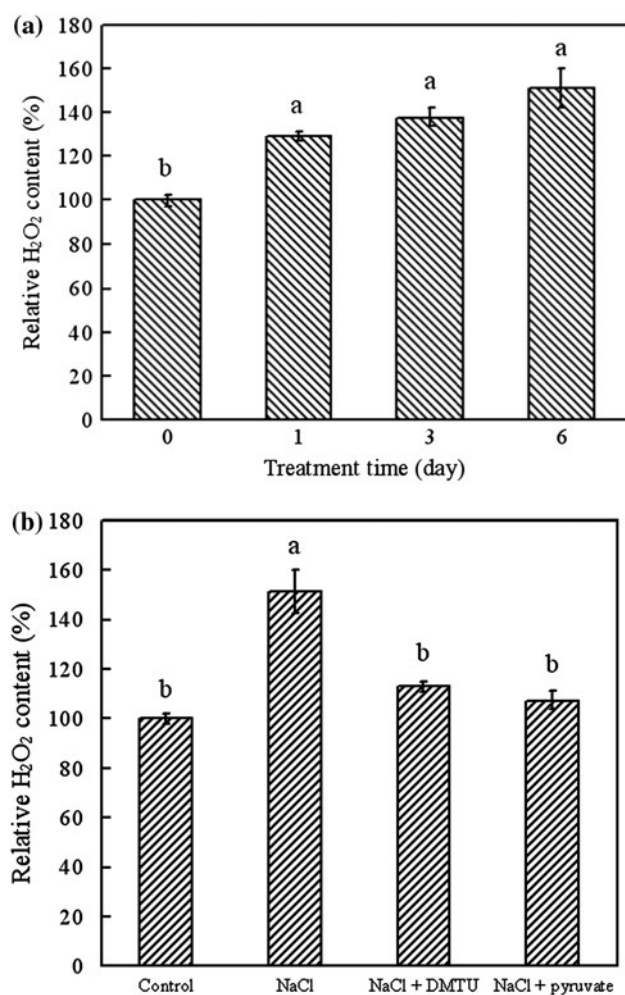 (a)
180
160
140
120
100
80
60
40
20
0
Relative H₂O₂ content (%)
b
a
a
a
0 1 3 6
Treatment time (day)
(b)
180
160
140
120
100
80
60
40
20
0
Relative H₂O₂ content (%)
b
a
b
b
Control NaCl NaCl + DMTU NaCl + pyruvate